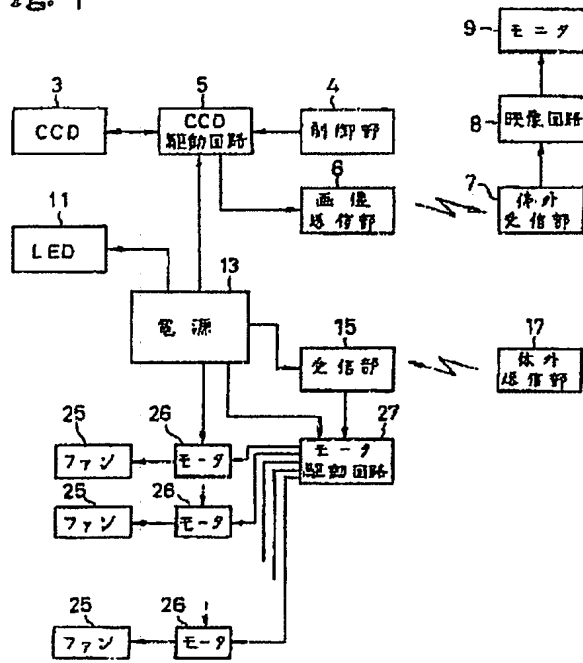 Fig. 1
9
モニタ
3
5
4
CCD
CCD
駆動回路
制御部
8
映像回路
6
画像
送信部
7
体外
受信部
11
LED
13
電源
15
受信部
17
体外
送信部
27
モータ
駆動回路
25
26
ファン
モータ
25
26
ファン
モータ
25
26
ファン
モータ